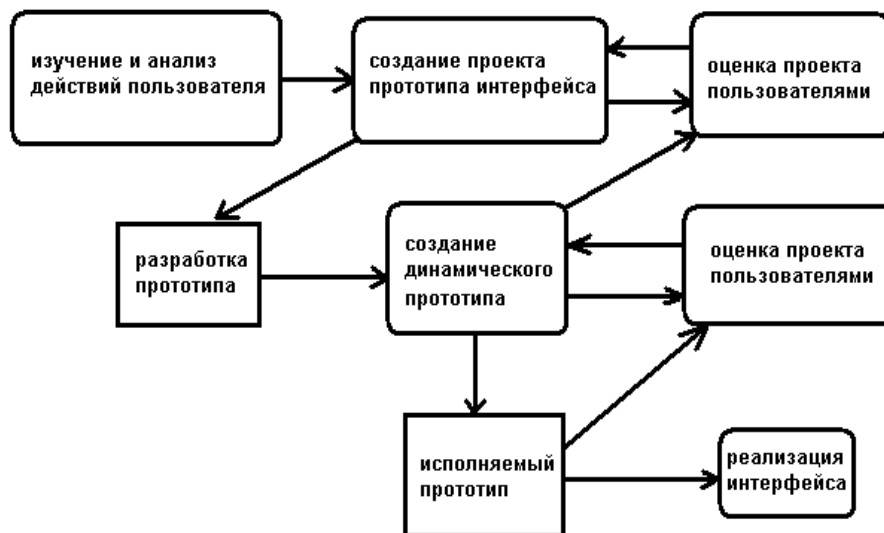 изучение и анализ
действий пользователя
создание проекта
прототипа интерфейса
оценка проекта
пользователями
разработка
прототипа
создание
динамического
прототипа
оценка проекта
пользователями
исполняемый
прототип
реализация
интерфейса